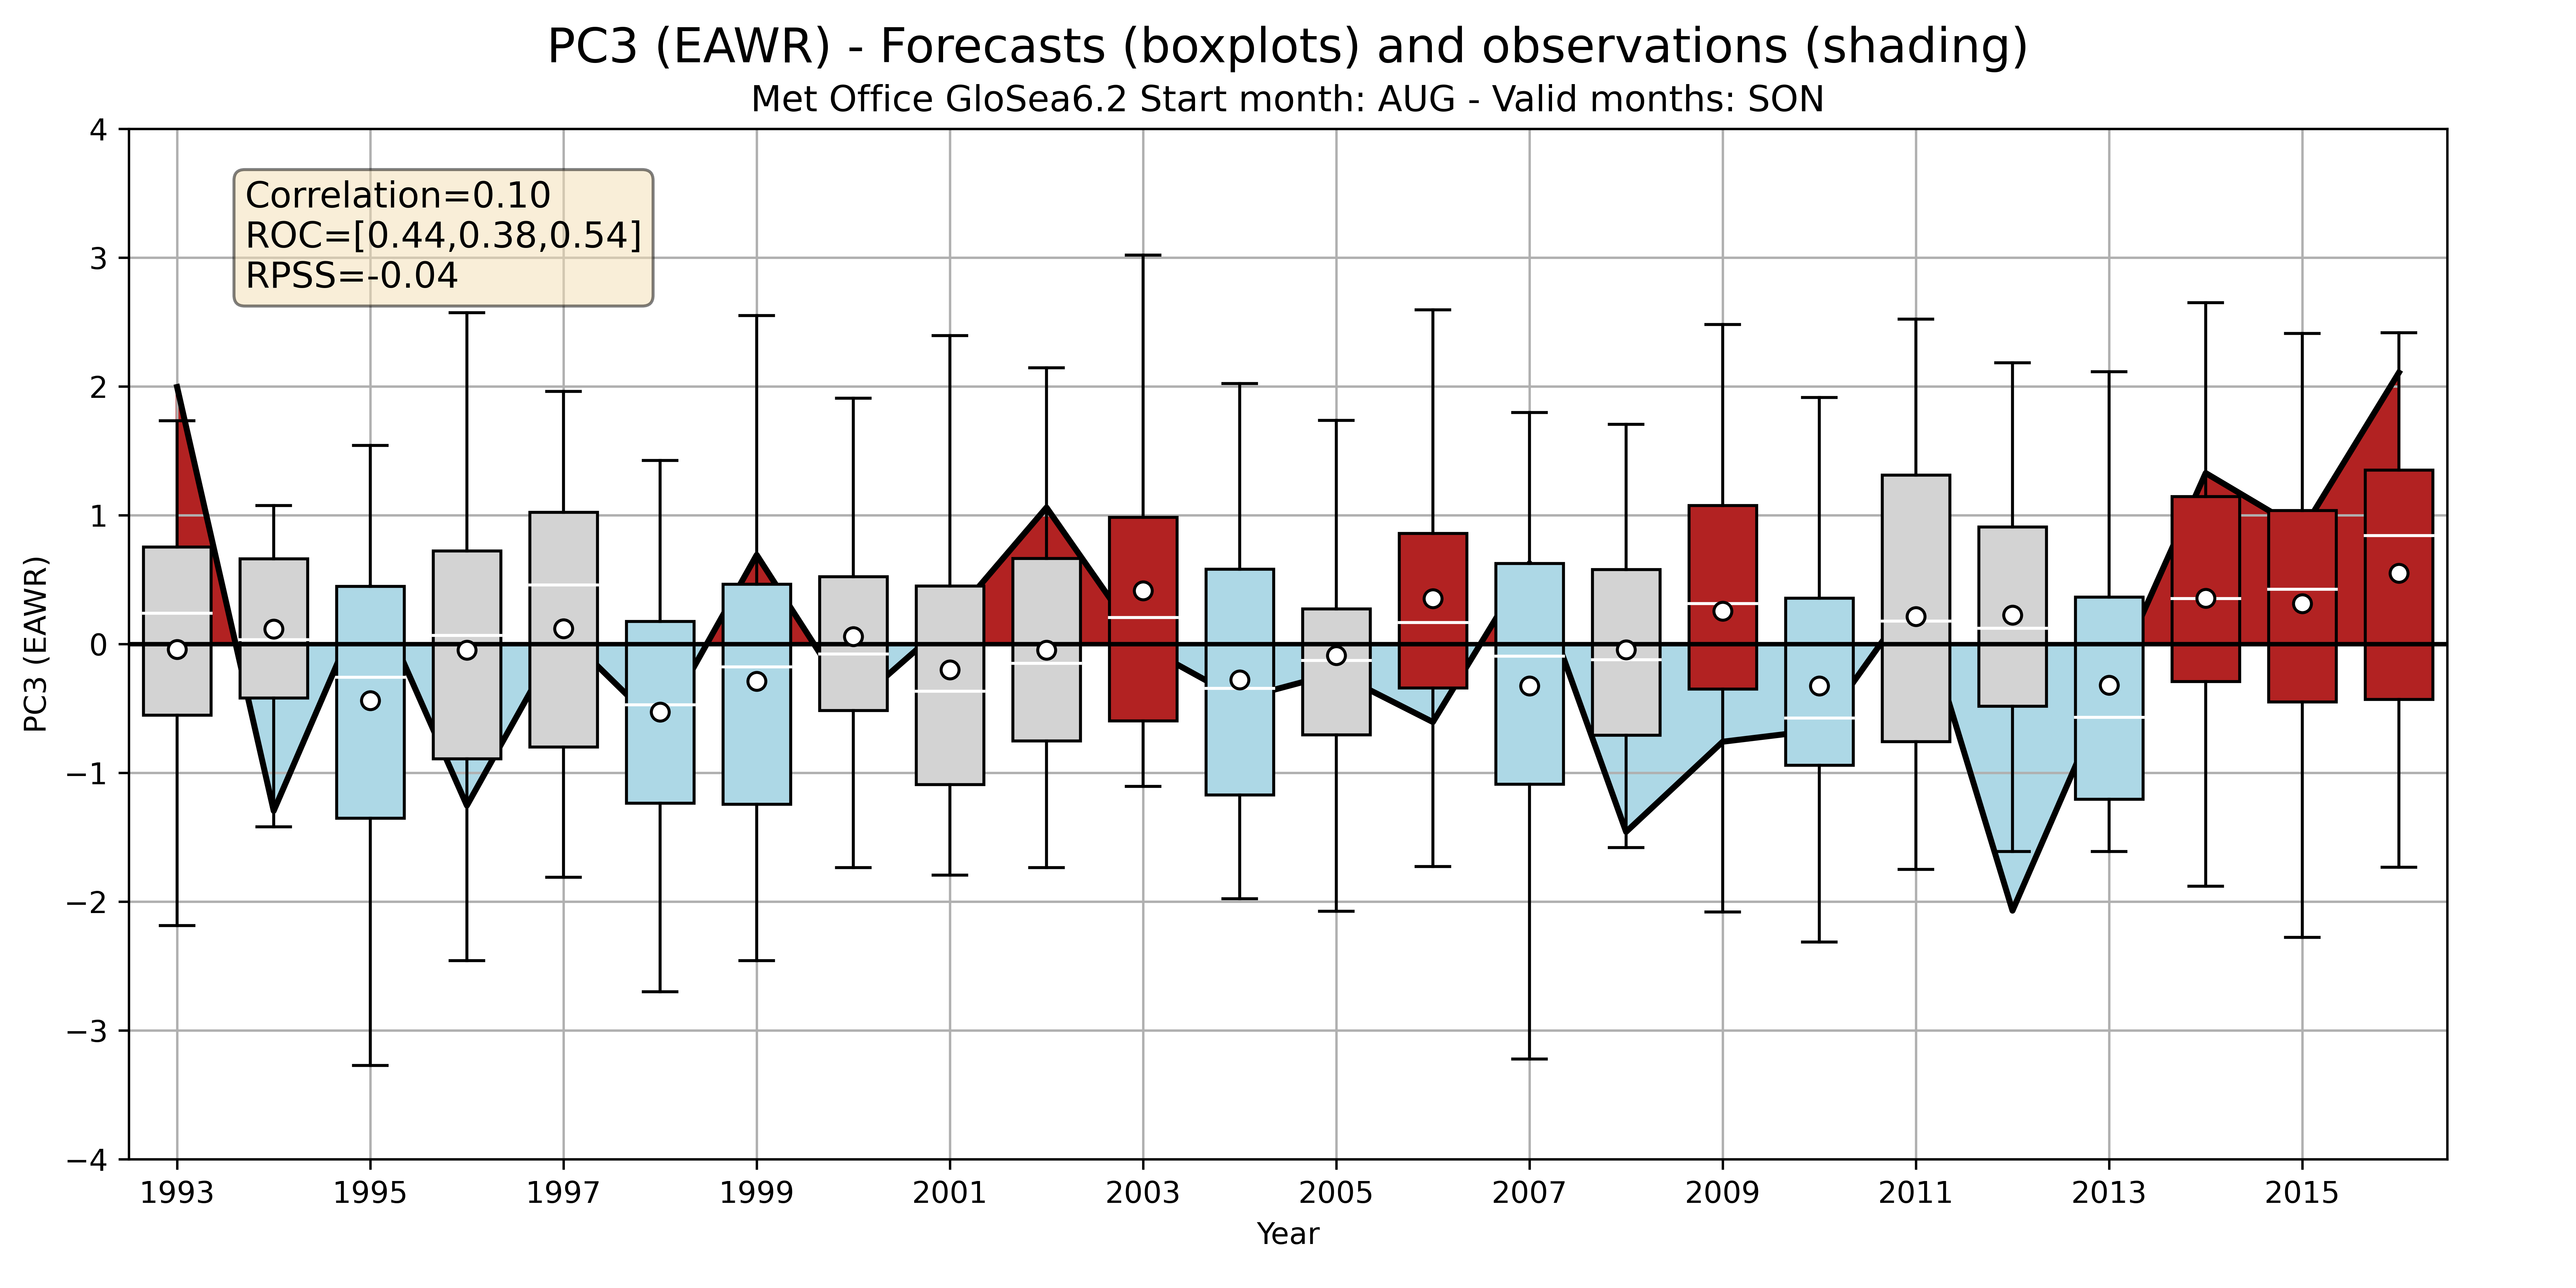 PC3 (EAWR) - Forecasts (boxplots) and observations (shading)
Met Office GloSea6.2 Start month: AUG - Valid months: SON
Correlation=0.10
ROC=[0.44,0.38,0.54]
RPSS=-0.04
PC3 (EAWR)
4
3
2
1
0
−1
−2
−3
−4
1993 1995 1997 1999 2001 2003 2005 2007 2009 2011 2013 2015
Year